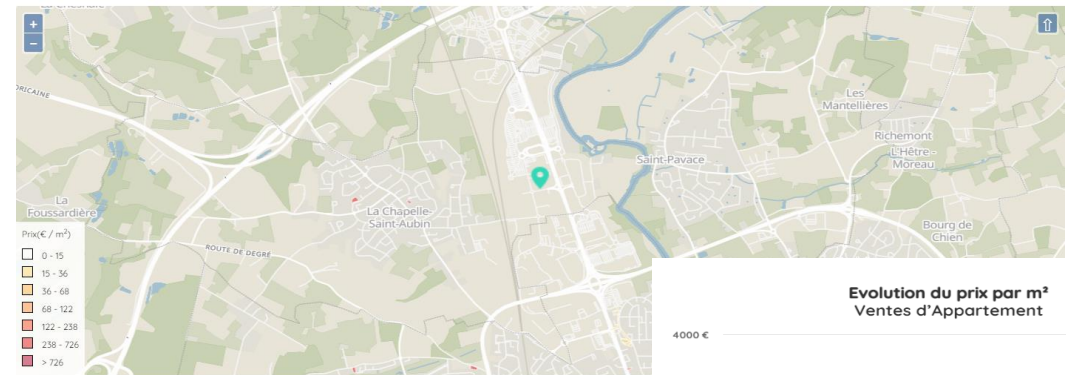 +
−
⇧
ORICAINE
Les
Mantellières
Richemont
L'Hêtre -
Moreau
Saint-Pavace
La
Foussardière
La Chapelle-
Saint-Aubin
Bourg de
Chien
ROUTE DE DEGRÉ
Prix(€ / m²)
0 - 15
15 - 36
36 - 68
68 - 122
122 - 238
238 - 726
> 726
Evolution du prix par m²
Ventes d'Appartement
4000 €